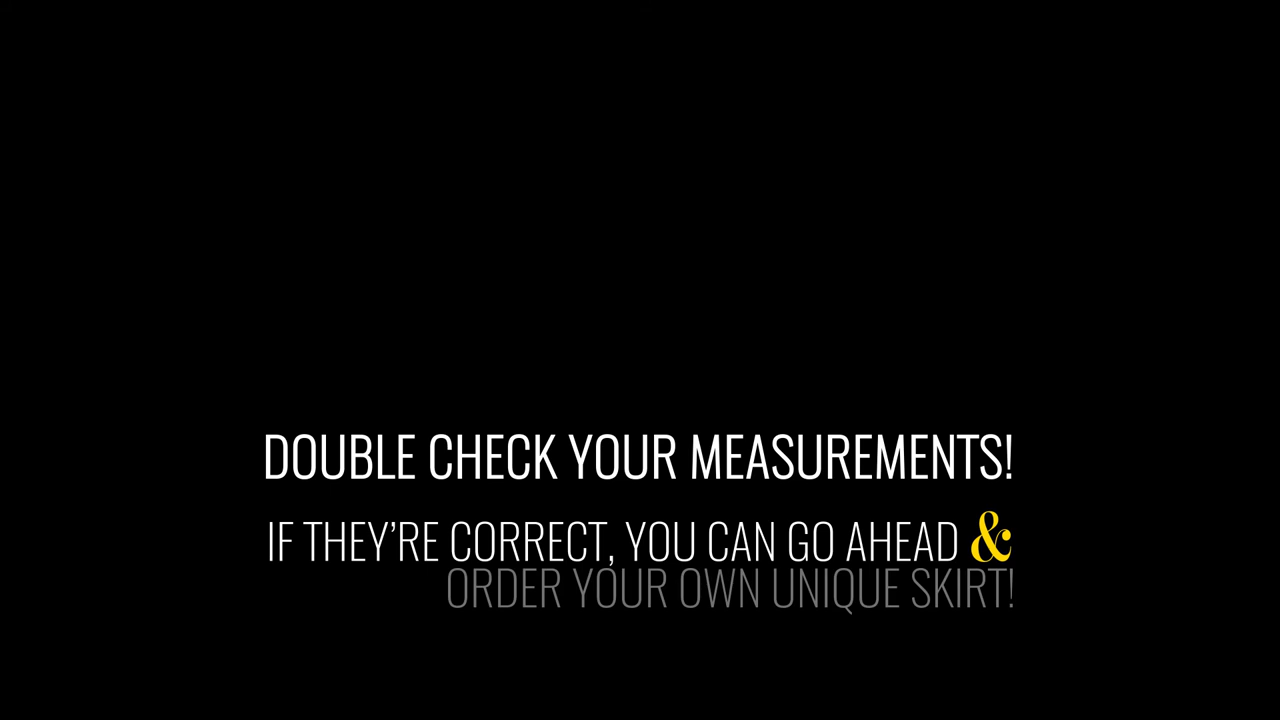 DOUBLE CHECK YOUR MEASUREMENTS!
IF THEY’RE CORRECT, YOU CAN GO AHEAD &
ORDER YOUR OWN UNIQUE SKIRT!